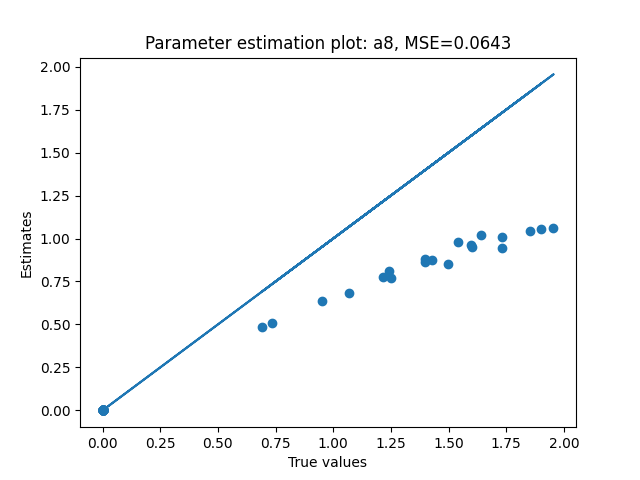 Parameter estimation plot: a8, MSE=0.0643
2.00
1.75
1.50
1.25
1.00
0.75
0.50
0.25
0.00
Estimates
0.00 0.25 0.50 0.75 1.00 1.25 1.50 1.75 2.00
True values